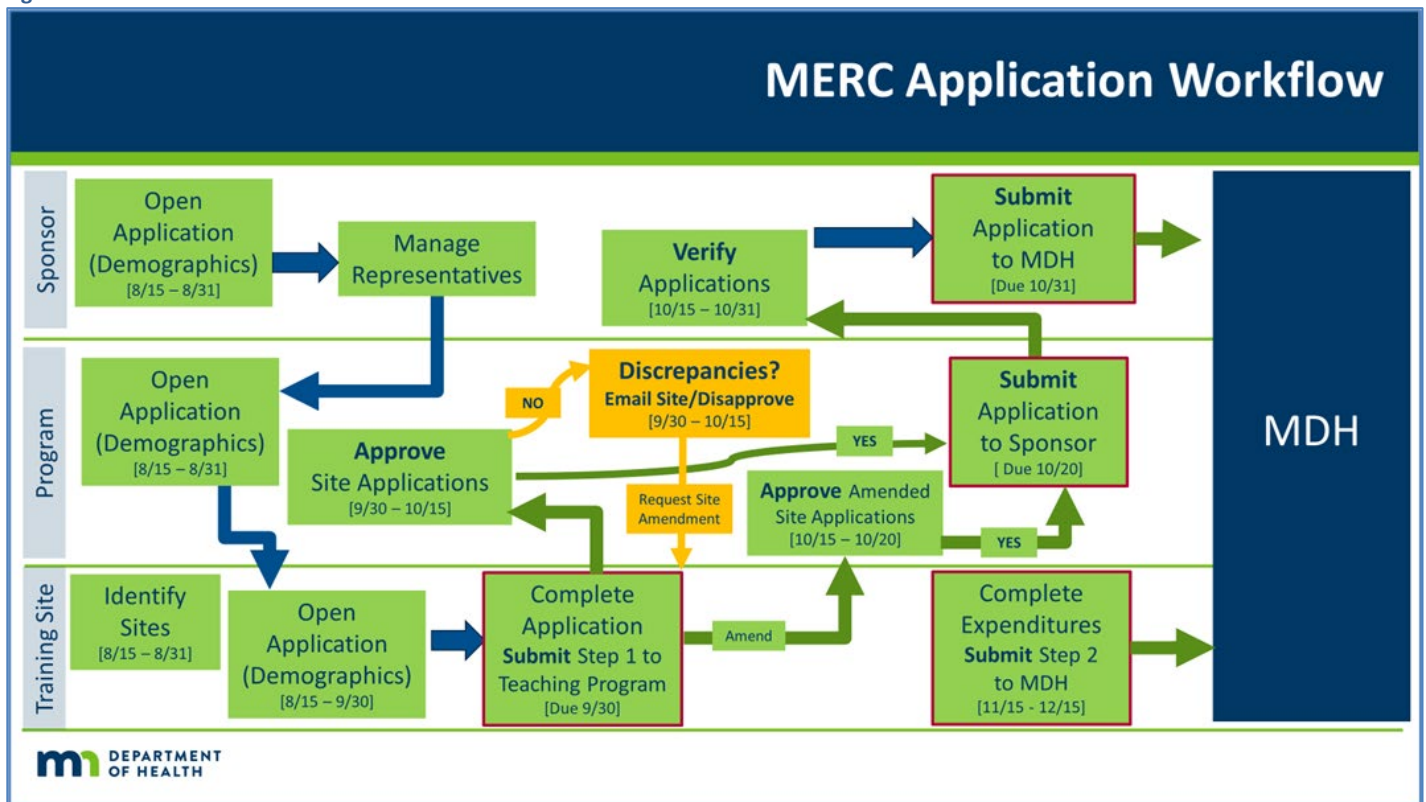 MERC Application Workflow
Sponsor
Open
Application
(Demographics)
[8/15 – 8/31]
Manage
Representatives
Verify
Applications
[10/15 – 10/31]
Submit
Application
to MDH
[Due 10/31]
MDH
Program
Open
Application
(Demographics)
[8/15 – 8/31]
Approve
Site Applications
[9/30 – 10/15]
NO
Discrepancies?
Email Site/Disapprove
[9/30 – 10/15]
Request Site
Amendment
YES
Approve Amended
Site Applications
[10/15 – 10/20]
YES
Submit
Application
to Sponsor
[ Due 10/20]
Training Site
Identify
Sites
[8/15 – 8/31]
Open
Application
(Demographics)
[8/15 – 9/30]
Complete
Application
Submit Step 1 to
Teaching Program
[Due 9/30]
Amend
Complete
Expenditures
Submit Step 2
to MDH
[11/15 - 12/15]
mn DEPARTMENT
OF HEALTH